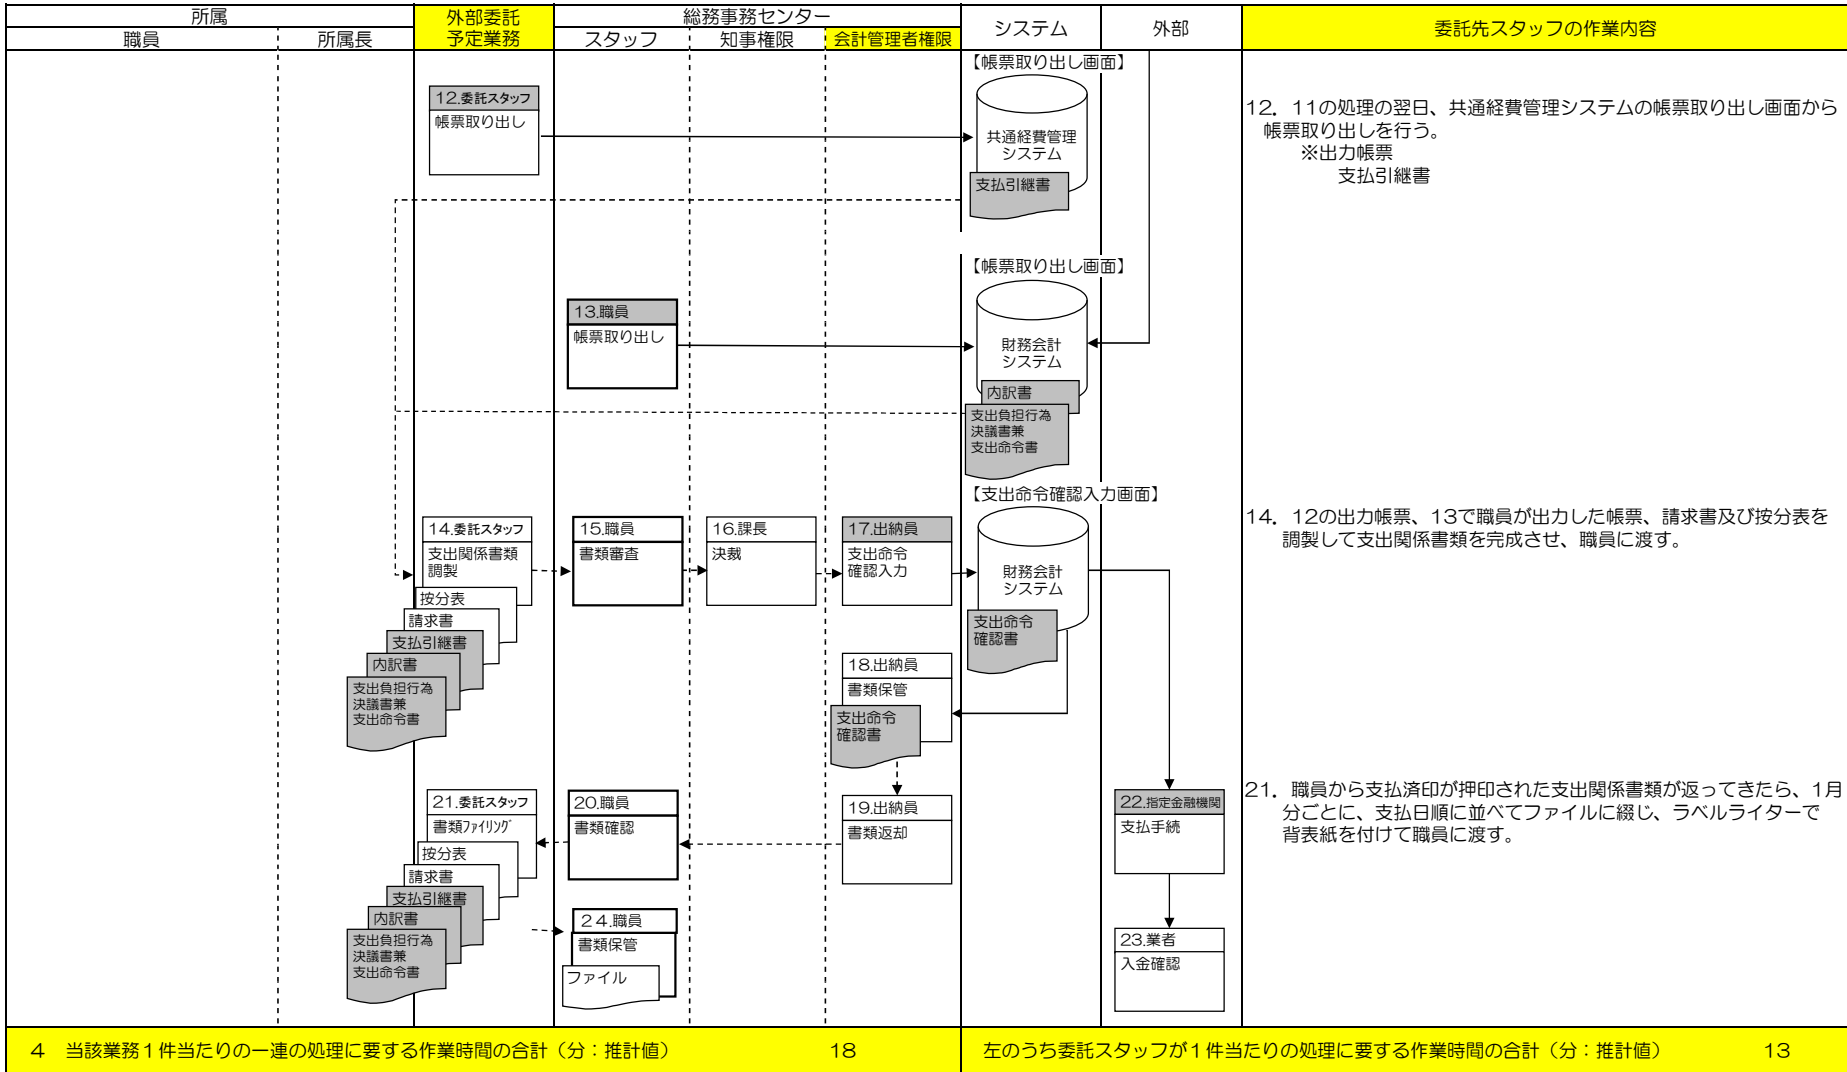 所属
外部委託
予定業務
総務事務センター
システム
外部
委託先スタッフの作業内容
職員
所属長
スタッフ
知事権限
会計管理者権限
【帳票取り出し画面】
12.委託スタッフ
帳票取り出し
共通経費管理
システム
支払引継書
12. 11の処理の翌日、共通経費管理システムの帳票取り出し画面から
帳票取り出しを行う。
※出力帳票
支払引継書
【帳票取り出し画面】
13.職員
帳票取り出し
財務会計
システム
内訳書
支出負担行為
決議書兼
支出命令書
【支出命令確認入力画面】
14.委託スタッフ
支出関係書類
調製
按分表
請求書
支払引継書
内訳書
支出負担行為
決議書兼
支出命令書
15.職員
書類審査
16.課長
決裁
17.出納員
支出命令
確認入力
財務会計
システム
支出命令
確認書
14. 12の出力帳票、13で職員が出力した帳票、請求書及び按分表を
調製して支出関係書類を完成させ、職員に渡す。
18.出納員
書類保管
支出命令
確認書
21.委託スタッフ
書類ファイリング
按分表
請求書
支払引継書
内訳書
支出負担行為
決議書兼
支出命令書
20.職員
書類確認
19.出納員
書類返却
22.指定金融機関
支払手続
21. 職員から支払済印が押印された支出関係書類が返ってきたら、1月
分ごとに、支払日順に並べてファイルに綴じ、ラベルライターで
背表紙を付けて職員に渡す。
24.職員
書類保管
ファイル
23.業者
入金確認
4 当該業務1件当たりの一連の処理に要する作業時間の合計（分：推計値） 18
左のうち委託スタッフが1件当たりの処理に要する作業時間の合計（分：推計値） 13